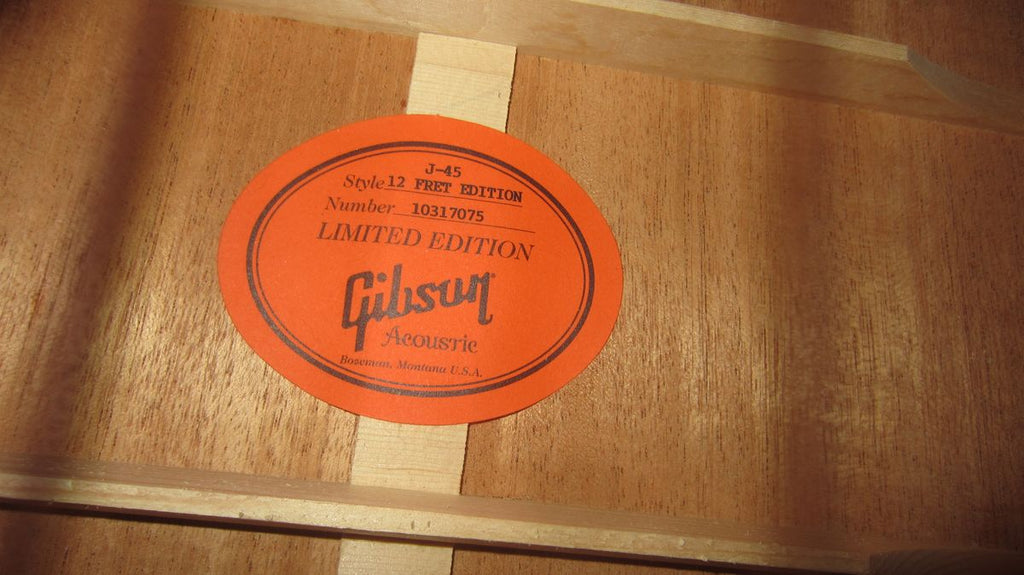 J-45
Style 12 FRET EDITION
Number 10317075
LIMITED EDITION
Gibson
Acoustic
Bozeman, Montana U.S.A.